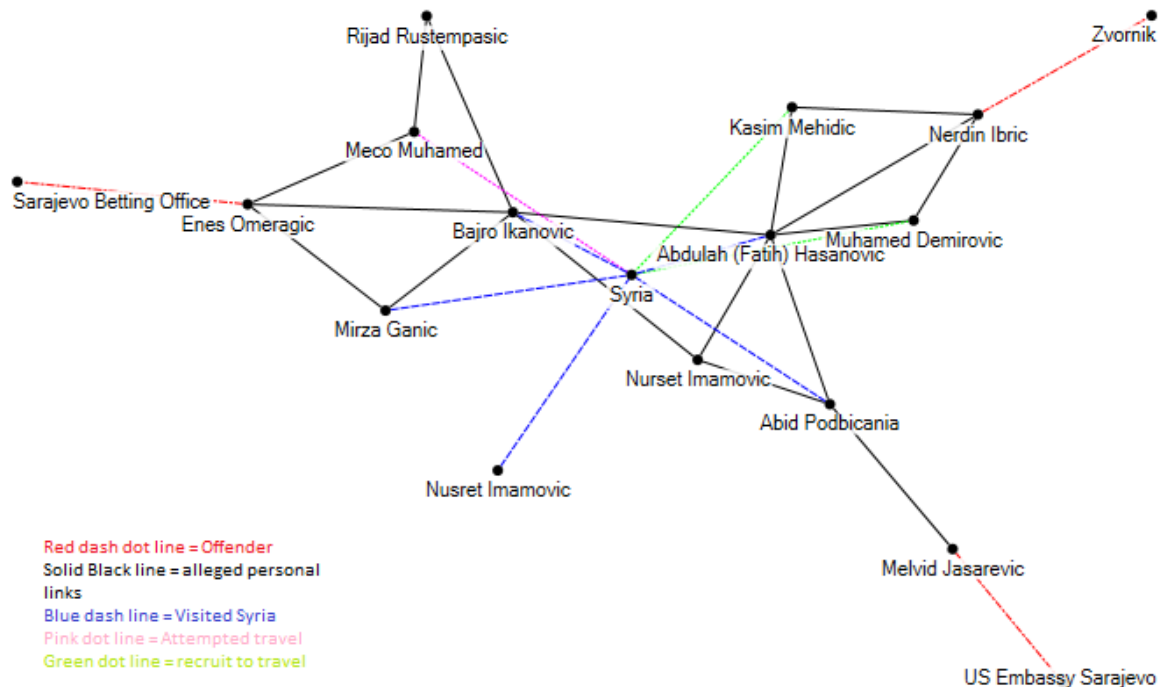 Rijad Rustempasic
Zvornik
Kasim Mehidic
Nerdin Ibric
Meco Muhamed
Sarajevo Betting Office
Enes Omeragic
Bajro Ikanovic
Muhamed Demirovic
Abdulah (Fatih) Hasanovic
Syria
Mirza Ganic
Nurset Imamovic
Abid Podbicania
Nusret Imamovic
Red dash dot line = Offender
Solid Black line = alleged personal
links
Blue dash line = Visited Syria
Pink dot line = Attempted travel
Green dot line = recruit to travel
Melvid Jasarevic
US Embassy Sarajevo